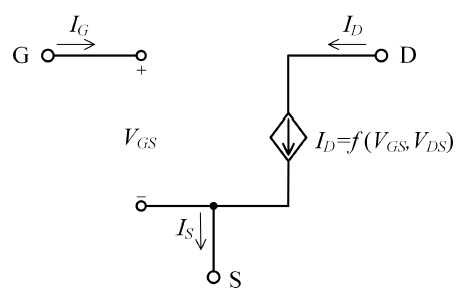 I_G
I_D
G
D
+
V_GS
I_D=f(V_GS,V_DS)
−
I_S
S